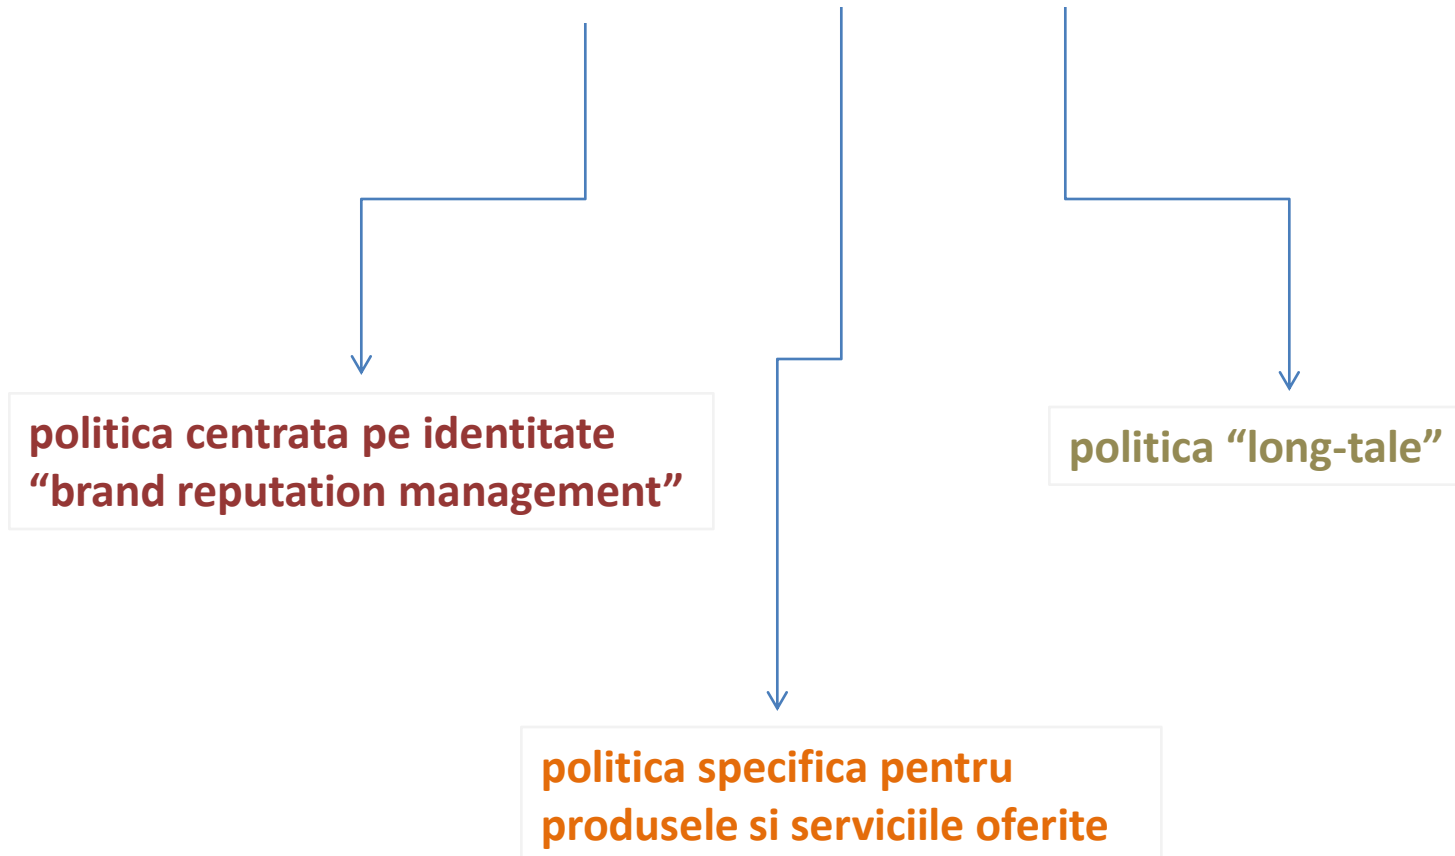 politica centrata pe identitate
“brand reputation management”
politica “long-tale”
politica specifica pentru
produsele si serviciile oferite